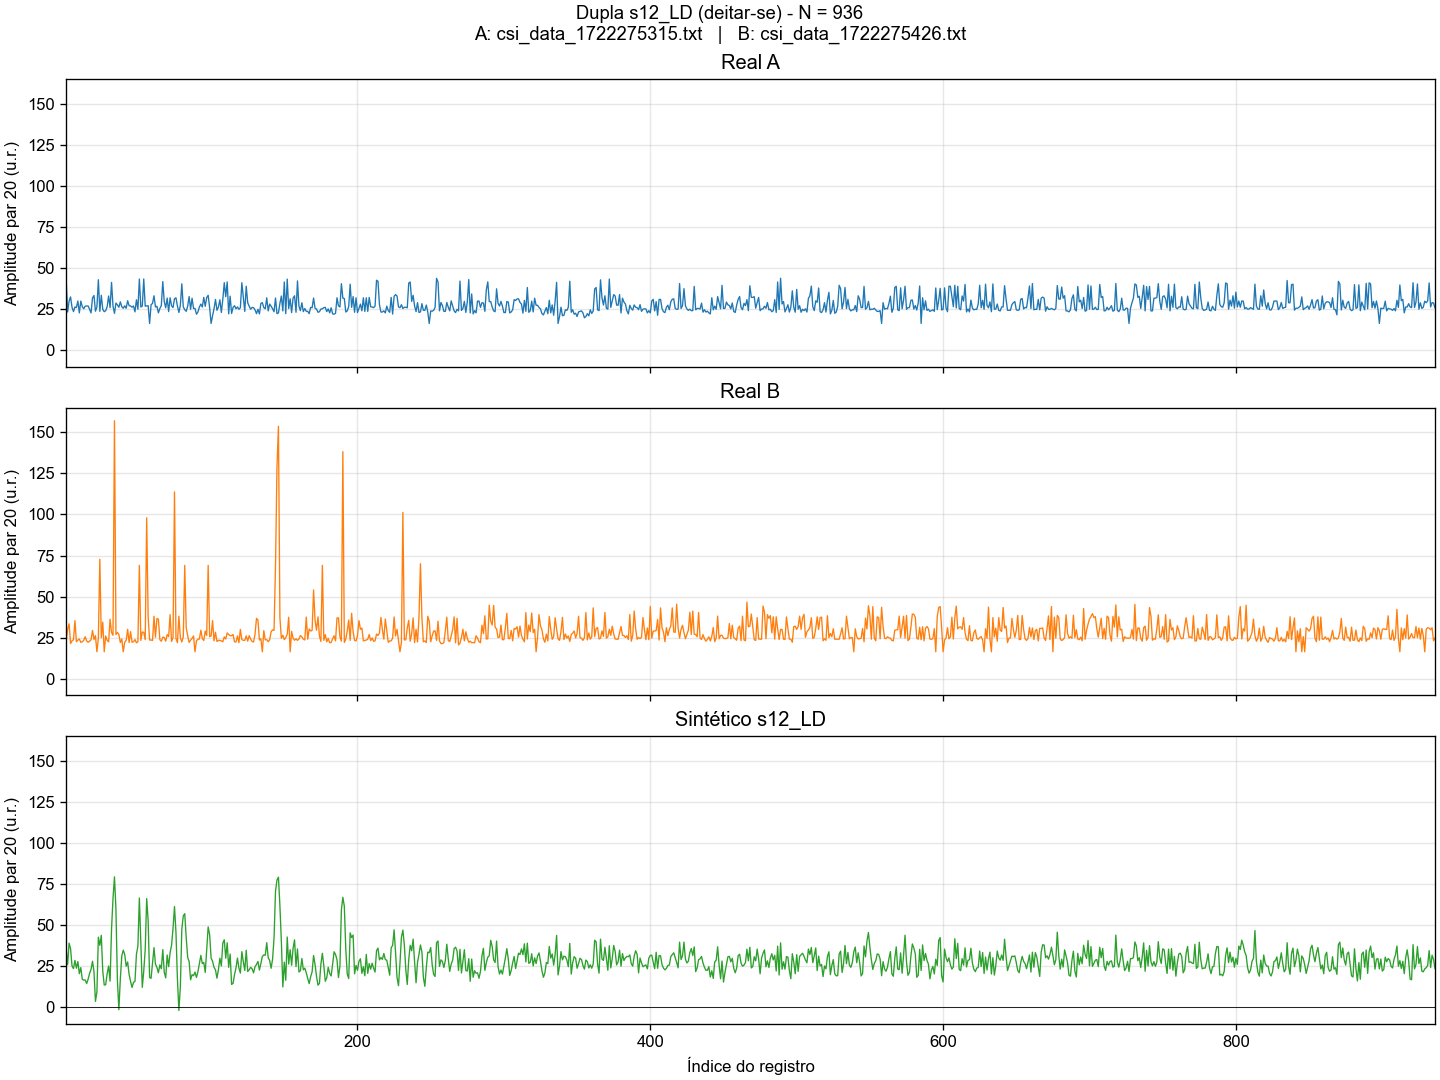 Dupla s12_LD (deitar-se) - N = 936
A: csi_data_1722275315.txt | B: csi_data_1722275426.txt
Real A
Amplitude par 20 (u.r.)
150
125
100
75
50
25
0
Real B
Amplitude par 20 (u.r.)
150
125
100
75
50
25
0
Sintético s12_LD
Amplitude par 20 (u.r.)
150
125
100
75
50
25
0
200 400 600 800
Índice do registro